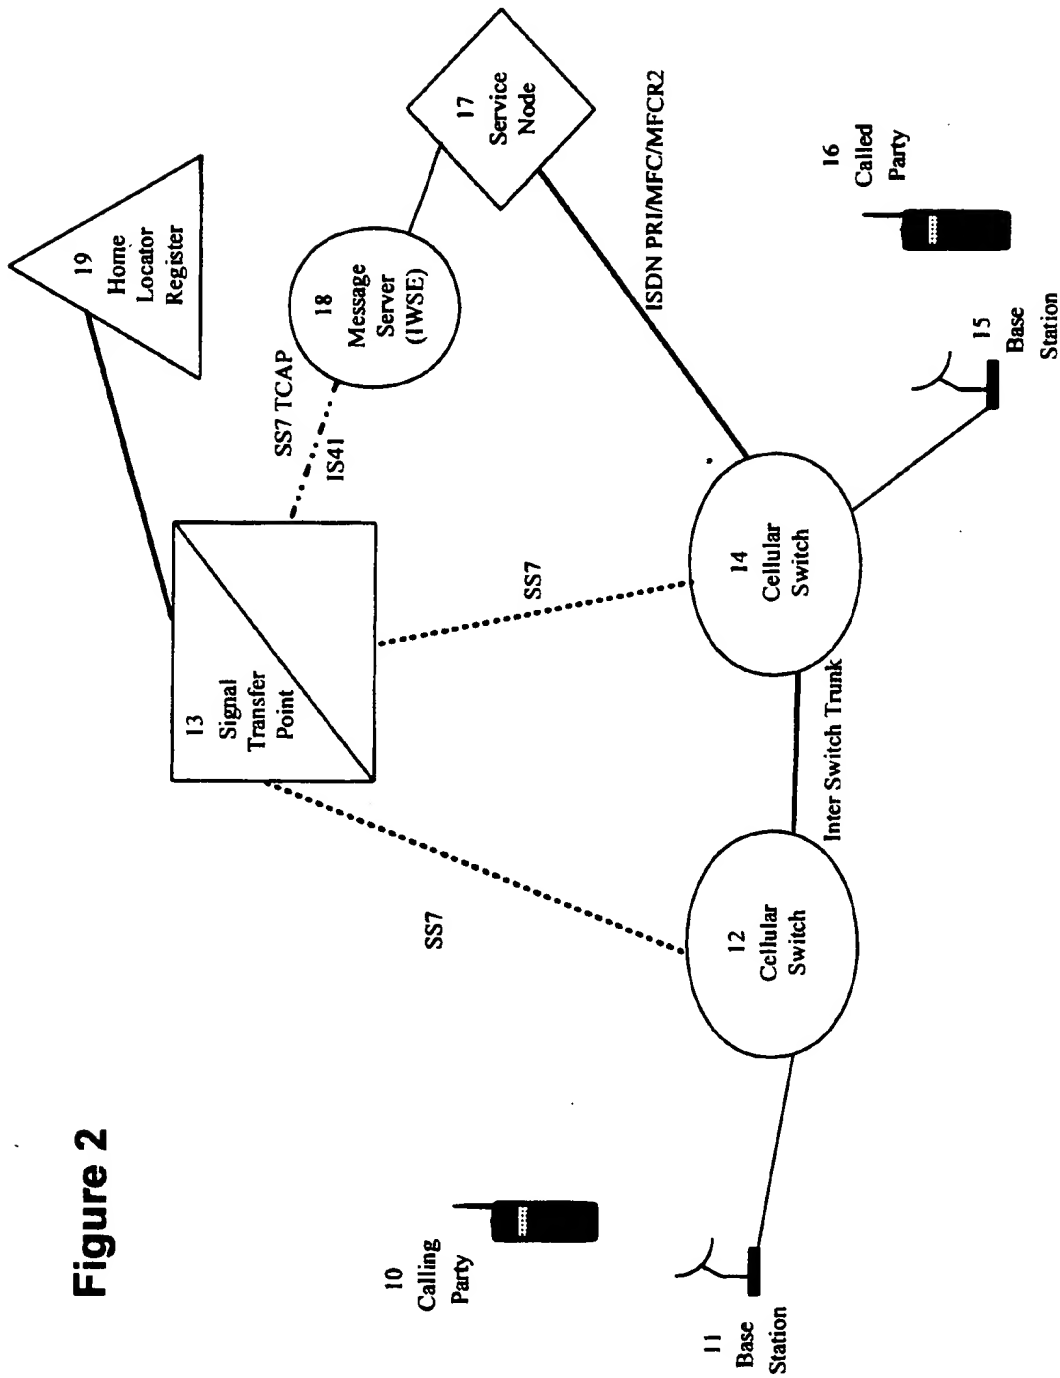 Figure 2
19
Home
Locator
Register
17
Service
Node
18
Message
Server
(IWSE)
SS7 TCAP
IS41
13
Signal
Transfer
Point
SS7
SS7
ISDN PRI/MFC/MFCR2
14
Cellular
Switch
12
Cellular
Switch
Inter Switch Trunk
10
Calling
Party
11
Base
Station
16
Called
Party
15
Base
Station